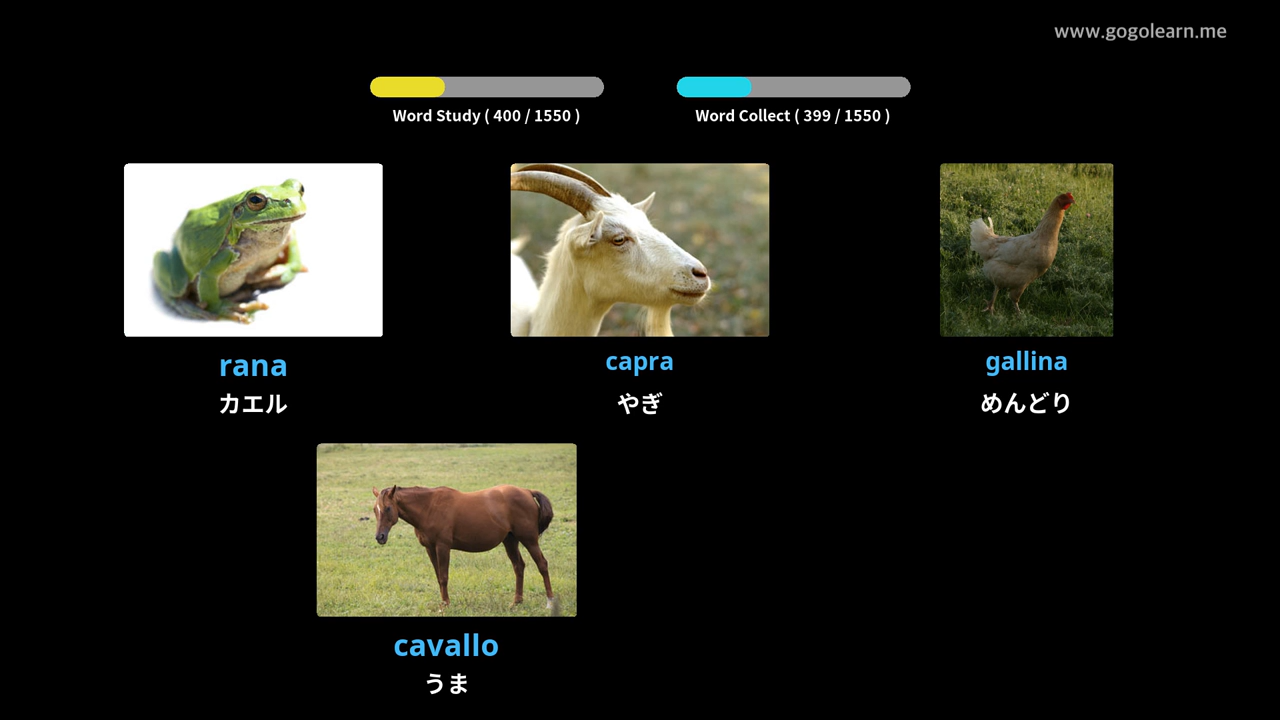 www.gogolearn.me
Word Study ( 400 / 1550 )
Word Collect ( 399 / 1550 )
rana
カエル
capra
やぎ
gallina
めんどり
cavallo
うま